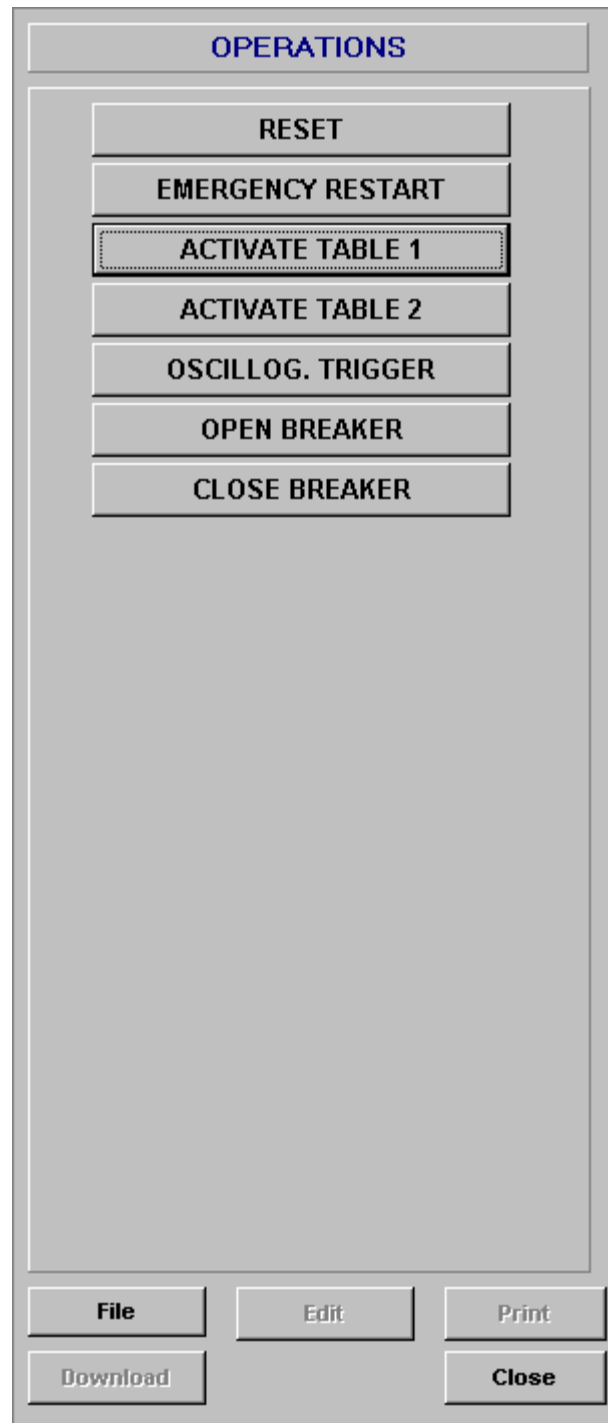 OPERATIONS
RESET
EMERGENCY RESTART
ACTIVATE TABLE 1
ACTIVATE TABLE 2
OSCILLOG. TRIGGER
OPEN BREAKER
CLOSE BREAKER
File Edit Print
Download Close